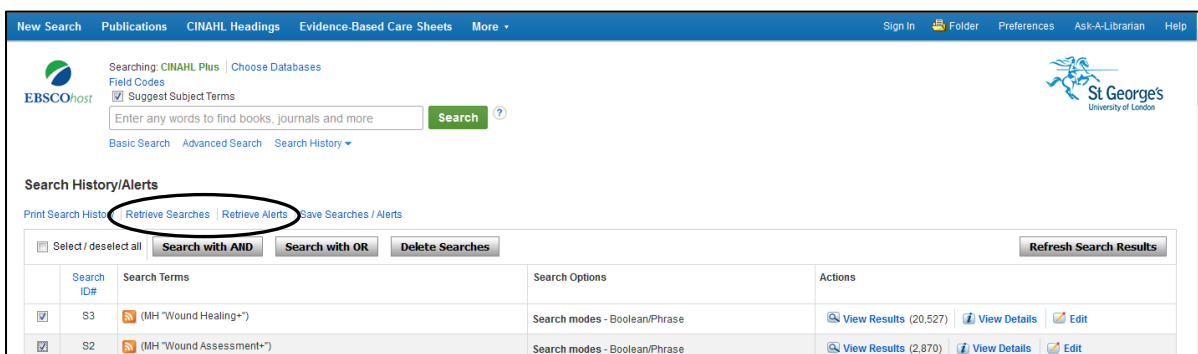 New Search Publications CINAHL Headings Evidence-Based Care Sheets More Sign In Folder Preferences Ask-A-Librarian Help
Searching: CINAHL Plus Choose Databases
Field Codes
Suggest Subject Terms
EBSCOhost
Enter any words to find books, journals and more Search ?
Basic Search Advanced Search Search History
St George's
University of London
Search History/Alerts
Print Search History Retrieve Searches Retrieve Alerts Save Searches / Alerts
Select / deselect all Search with AND Search with OR Delete Searches Refresh Search Results
Search ID# Search Terms Search Options Actions
S3 (MH "Wound Healing+") Search modes - Boolean/Phrase View Results (20,527) View Details Edit
S2 (MH "Wound Assessment+") Search modes - Boolean/Phrase View Results (2,870) View Details Edit